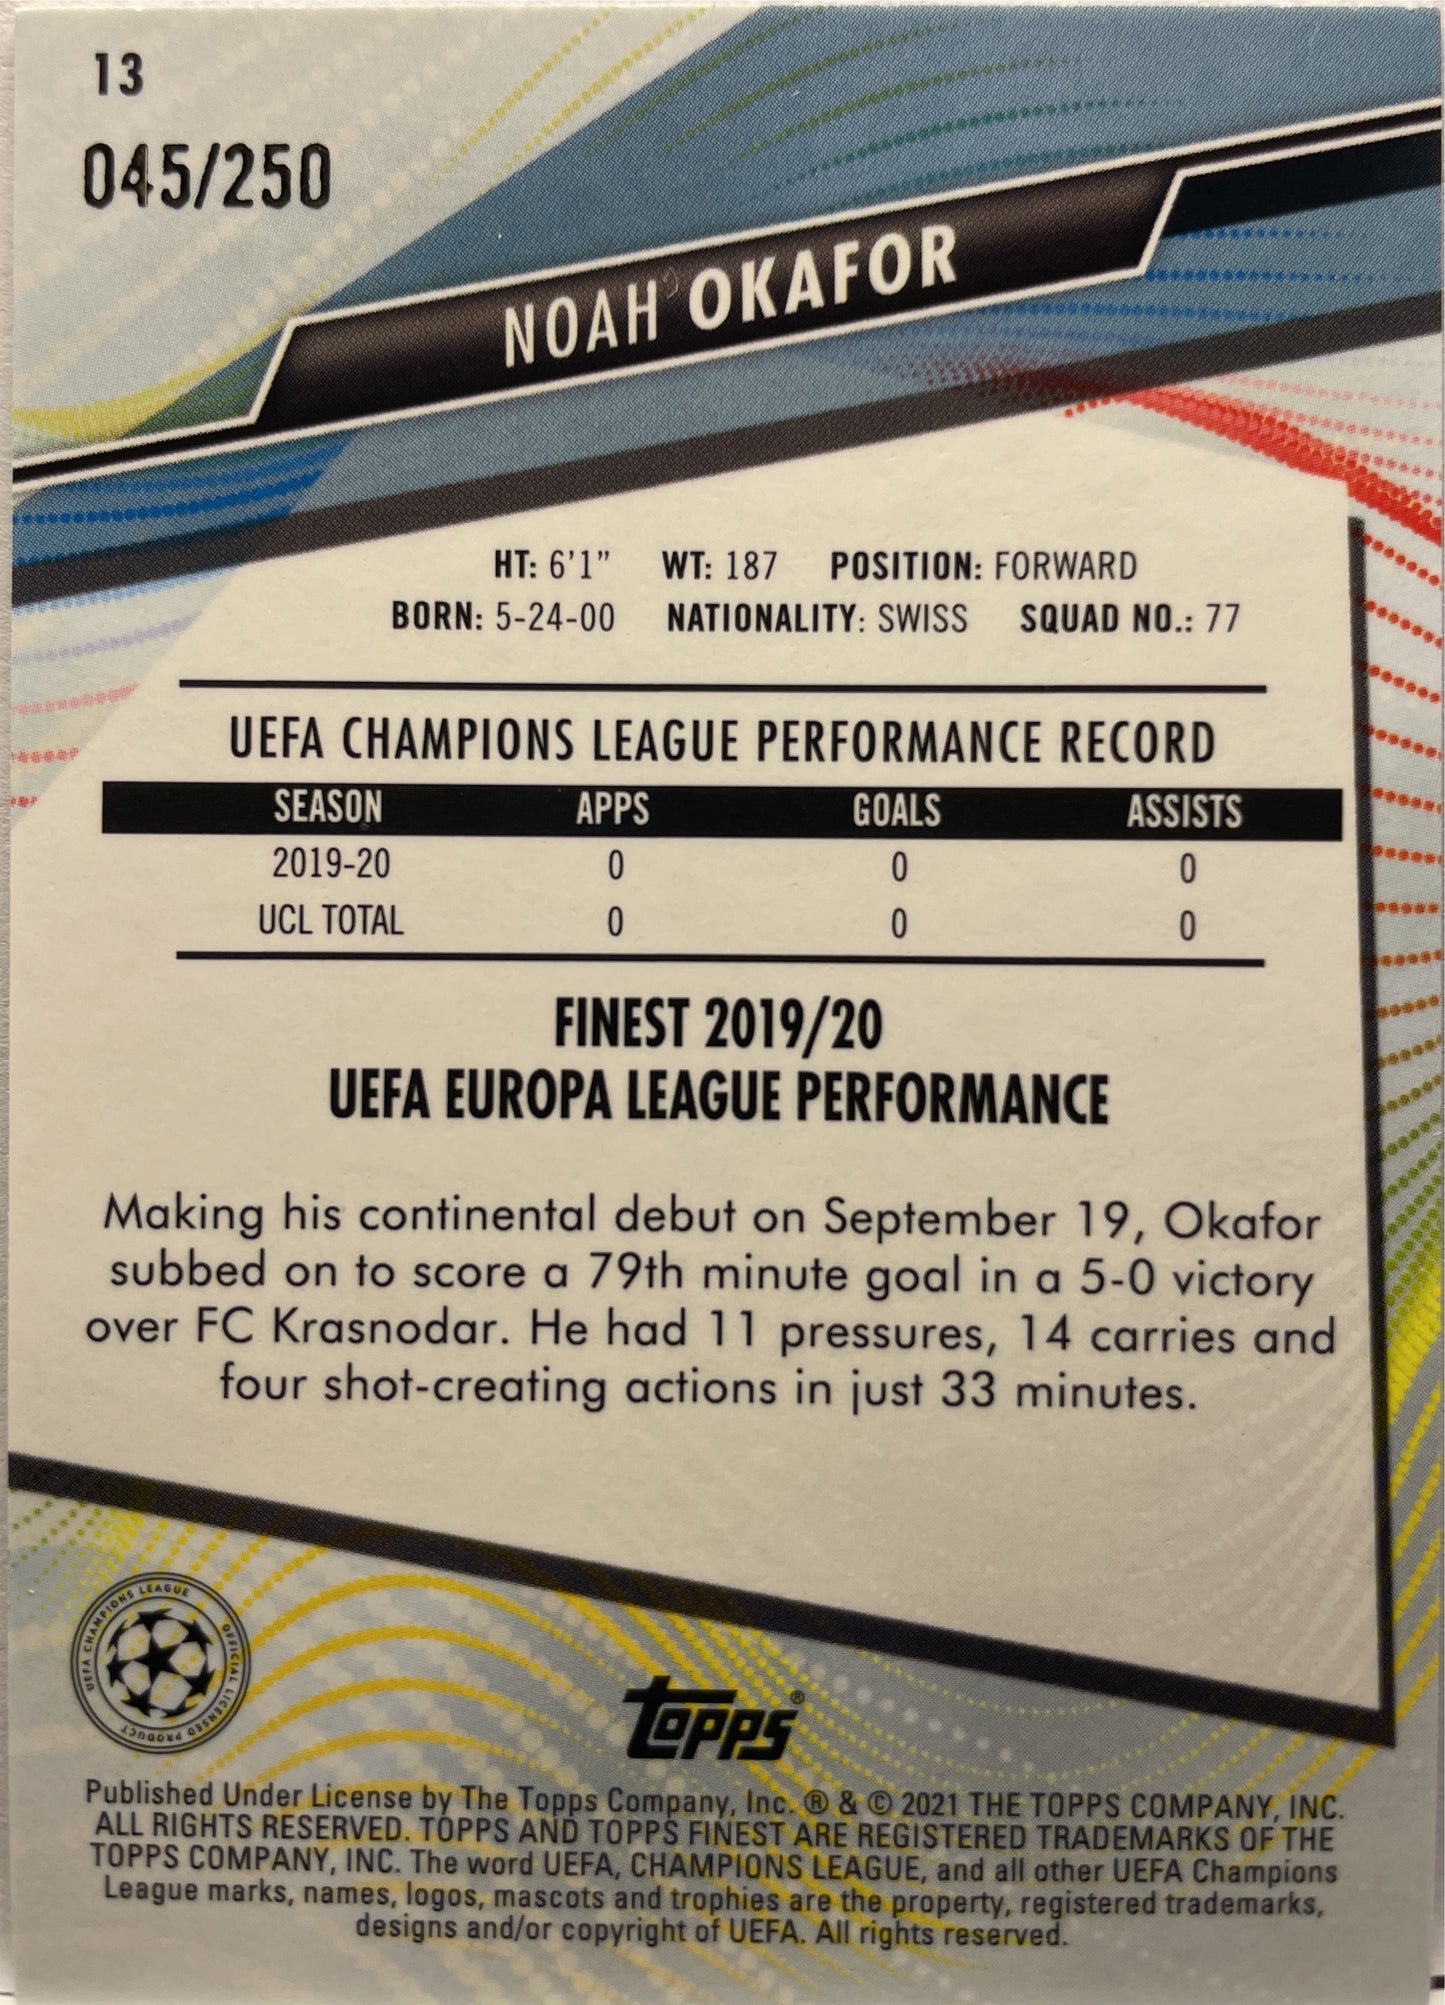 13
045/250
NOAH OKAFOR
HT: 6'1" WT: 187 POSITION: FORWARD
BORN: 5-24-00 NATIONALITY: SWISS SQUAD NO.: 77
UEFA CHAMPIONS LEAGUE PERFORMANCE RECORD
SEASON APPS GOALS ASSISTS
2019-20 0 0 0
UCL TOTAL 0 0 0
FINEST 2019/20
UEFA EUROPA LEAGUE PERFORMANCE
Making his continental debut on September 19, Okafor
subbed on to score a 79th minute goal in a 5-0 victory
over FC Krasnodar. He had 11 pressures, 14 carries and
four shot-creating actions in just 33 minutes.
UEFA CHAMPIONS LEAGUE OFFICIAL LICENSED PRODUCT
Topps®
Published Under License by The Topps Company, Inc. ® & © 2021 THE TOPPS COMPANY, INC.
ALL RIGHTS RESERVED. TOPPS AND TOPPS FINEST ARE REGISTERED TRADEMARKS OF THE
TOPPS COMPANY, INC. The word UEFA, CHAMPIONS LEAGUE, and all other UEFA Champions
League marks, names, logos, mascots and trophies are the property, registered trademarks,
designs and/or copyright of UEFA. All rights reserved.